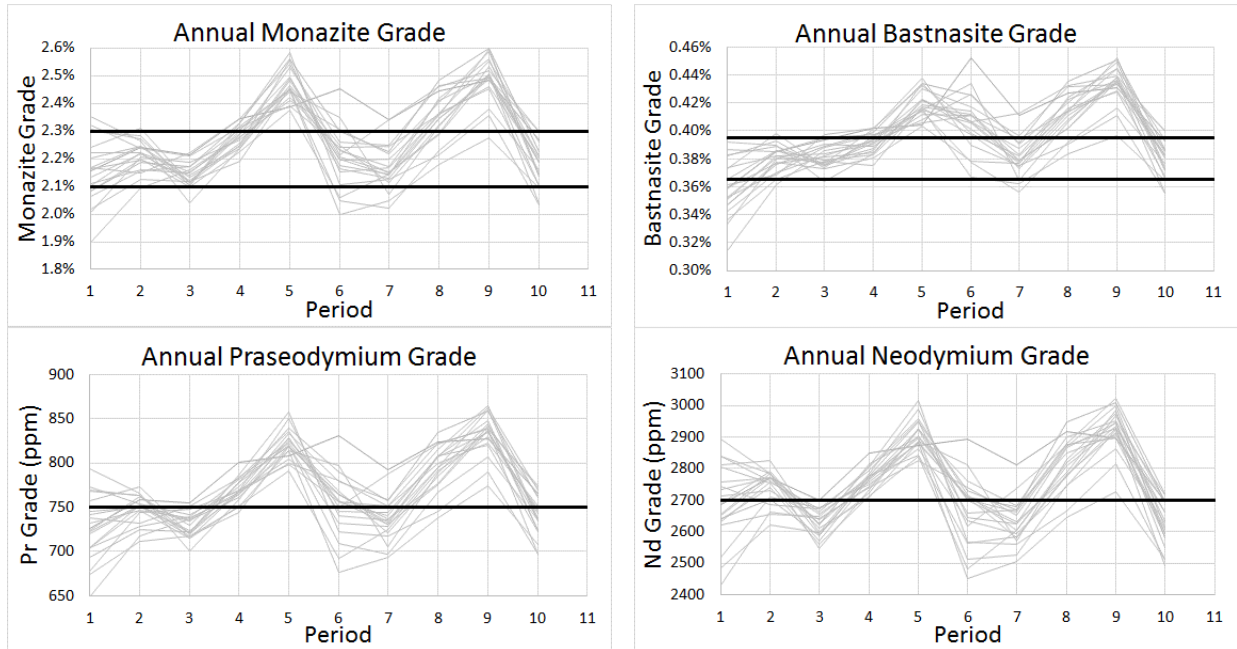 Annual Monazite Grade
Monazite Grade
2.6%
2.5%
2.4%
2.3%
2.2%
2.1%
2.0%
1.9%
1.8%
1 2 3 4 5 6 7 8 9 10 11
Period
Annual Bastnasite Grade
Bastnasite Grade
0.46%
0.44%
0.42%
0.40%
0.38%
0.36%
0.34%
0.32%
0.30%
1 2 3 4 5 6 7 8 9 10 11
Period
Annual Praseodymium Grade
Pr Grade (ppm)
900
850
800
750
700
650
1 2 3 4 5 6 7 8 9 10 11
Period
Annual Neodymium Grade
Nd Grade (ppm)
3100
3000
2900
2800
2700
2600
2500
2400
1 2 3 4 5 6 7 8 9 10 11
Period